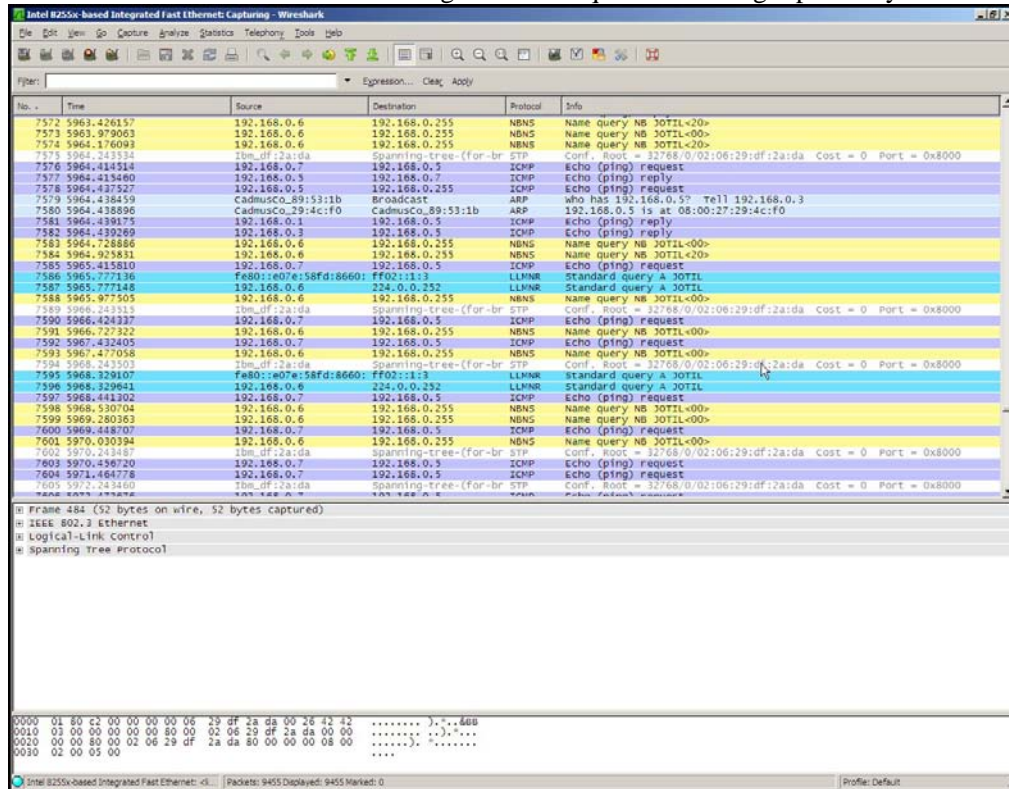 Intel 8255x-based Integrated Fast Ethernet: Capturing - Wireshark
File Edit View Go Capture Analyze Statistics Telephony Tools Help
Filter: Expression... Clear Apply
No. . Time Source Destination Protocol Info
7572 5963.426157 192.168.0.6 192.168.0.255 NBNS Name query NB JOTIL<20>
7573 5963.979063 192.168.0.6 192.168.0.255 NBNS Name query NB JOTIL<00>
7574 5964.176093 192.168.0.6 192.168.0.255 NBNS Name query NB JOTIL<20>
7575 5964.243534 Ibm_df:2a:da Spanning-tree-(for-br STP Conf. Root = 32768/0/02:06:29:df:2a:da Cost = 0 Port = 0x8000
7576 5964.414514 192.168.0.7 192.168.0.5 ICMP Echo (ping) request
7577 5964.415460 192.168.0.5 192.168.0.7 ICMP Echo (ping) reply
7578 5964.437527 192.168.0.5 192.168.0.255 ICMP Echo (ping) request
7579 5964.438459 CadmusCo_89:53:1b Broadcast ARP Who has 192.168.0.5? Tell 192.168.0.3
7580 5964.438896 CadmusCo_29:4c:f0 CadmusCo_89:53:1b ARP 192.168.0.5 is at 08:00:27:29:4c:f0
7581 5964.439175 192.168.0.1 192.168.0.5 ICMP Echo (ping) reply
7582 5964.439269 192.168.0.3 192.168.0.5 ICMP Echo (ping) reply
7583 5964.728886 192.168.0.6 192.168.0.255 NBNS Name query NB JOTIL<00>
7584 5964.925831 192.168.0.6 192.168.0.255 NBNS Name query NB JOTIL<20>
7585 5965.415810 192.168.0.7 192.168.0.5 ICMP Echo (ping) request
7586 5965.777136 fe80::e07e:58fd:8660: ff02::1:3 LLMNR Standard query A JOTIL
7587 5965.777148 192.168.0.6 224.0.0.252 LLMNR Standard query A JOTIL
7588 5965.977505 192.168.0.6 192.168.0.255 NBNS Name query NB JOTIL<00>
7589 5966.243515 Ibm_df:2a:da Spanning-tree-(for-br STP Conf. Root = 32768/0/02:06:29:df:2a:da Cost = 0 Port = 0x8000
7590 5966.424337 192.168.0.7 192.168.0.5 ICMP Echo (ping) request
7591 5966.727322 192.168.0.6 192.168.0.255 NBNS Name query NB JOTIL<00>
7592 5967.432405 192.168.0.7 192.168.0.5 ICMP Echo (ping) request
7593 5967.477058 192.168.0.6 192.168.0.255 NBNS Name query NB JOTIL<00>
7594 5968.243503 Ibm_df:2a:da Spanning-tree-(for-br STP Conf. Root = 32768/0/02:06:29:df:2a:da Cost = 0 Port = 0x8000
7595 5968.329107 fe80::e07e:58fd:8660: ff02::1:3 LLMNR Standard query A JOTIL
7596 5968.329641 192.168.0.6 224.0.0.252 LLMNR Standard query A JOTIL
7597 5968.441302 192.168.0.7 192.168.0.5 ICMP Echo (ping) request
7598 5968.530704 192.168.0.6 192.168.0.255 NBNS Name query NB JOTIL<00>
7599 5969.280363 192.168.0.6 192.168.0.255 NBNS Name query NB JOTIL<00>
7600 5969.448707 192.168.0.7 192.168.0.5 ICMP Echo (ping) request
7601 5970.030394 192.168.0.6 192.168.0.255 NBNS Name query NB JOTIL<00>
7602 5970.243487 Ibm_df:2a:da Spanning-tree-(for-br STP Conf. Root = 32768/0/02:06:29:df:2a:da Cost = 0 Port = 0x8000
7603 5970.456720 192.168.0.7 192.168.0.5 ICMP Echo (ping) request
7604 5971.464778 192.168.0.7 192.168.0.5 ICMP Echo (ping) request
7605 5972.243460 Ibm_df:2a:da Spanning-tree-(for-br STP Conf. Root = 32768/0/02:06:29:df:2a:da Cost = 0 Port = 0x8000
Frame 484 (52 bytes on wire, 52 bytes captured)
IEEE 802.3 Ethernet
Logical-Link Control
Spanning Tree Protocol
0000 01 80 c2 00 00 00 00 06 29 df 2a da 00 26 42 42 ........ ).*..&BB
0010 03 00 00 00 00 00 80 00 02 06 29 df 2a da 00 00 ........ ..).*...
0020 00 00 80 00 02 06 29 df 2a da 80 00 00 00 08 00 ......). *.......
0030 02 00 05 00 ....
Intel 8255x-based Integrated Fast Ethernet: Packets: 9455 Displayed: 9455 Marked: 0 Profile: Default